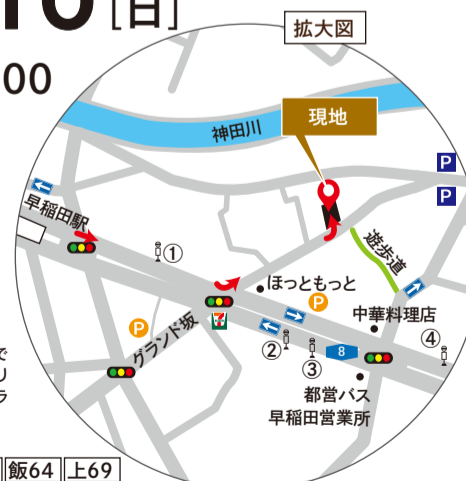 10[日]
00
拡大図
現地
神田川
P
P
早稲田駅
①
遊歩道
ほっともっと
P
中華料理店
P
7
グランド坂
②
③
8
④
都営バス
早稲田営業所
で
リ
ラ
飯64
上69